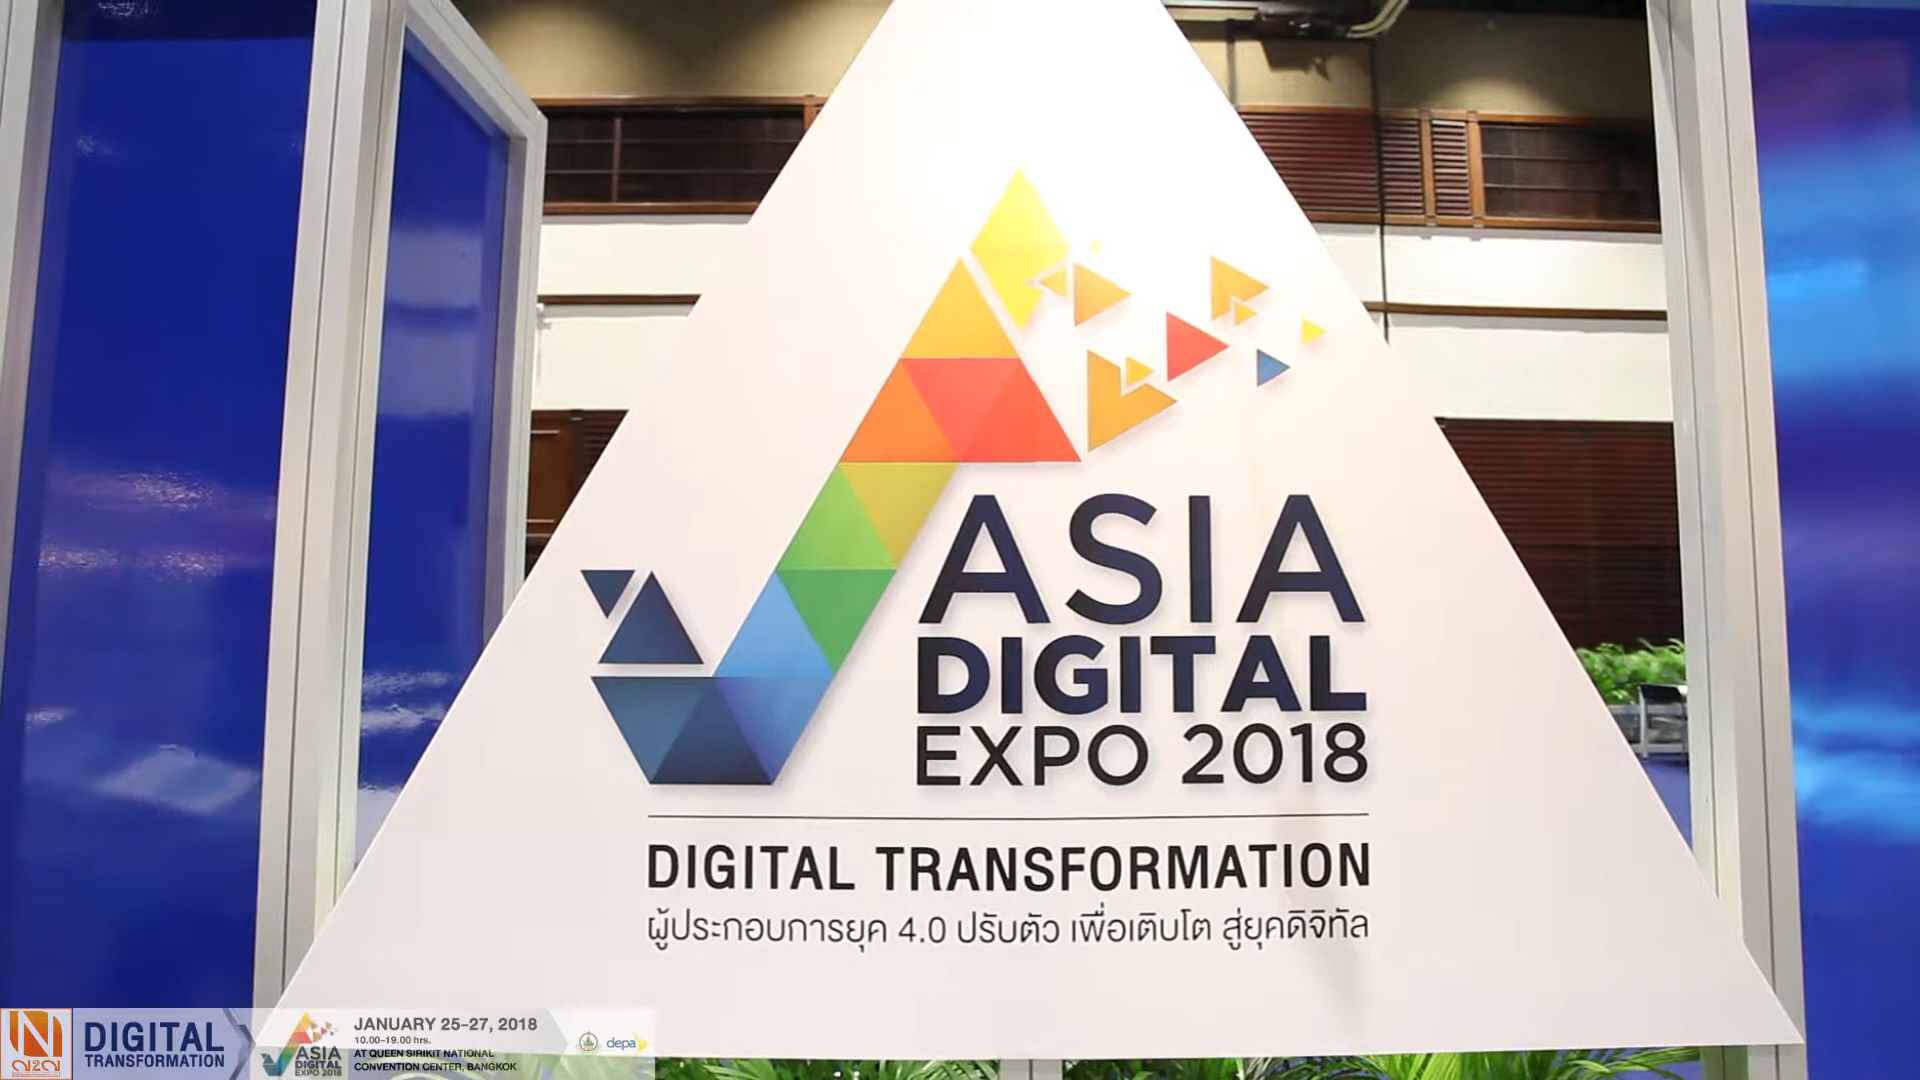 ASIA
DIGITAL
EXPO 2018
DIGITAL TRANSFORMATION
ผู้ประกอบการยุค 4.0 ปรับตัว เพื่อเติบโต สู่ยุคดิจิทัล
N
DIGITAL
TRANSFORMATION
ASIA
DIGITAL
EXPO 2018
JANUARY 25-27, 2018
10.00-19.00 hrs.
AT QUEEN SIRIKIT NATIONAL
CONVENTION CENTER, BANGKOK
depa